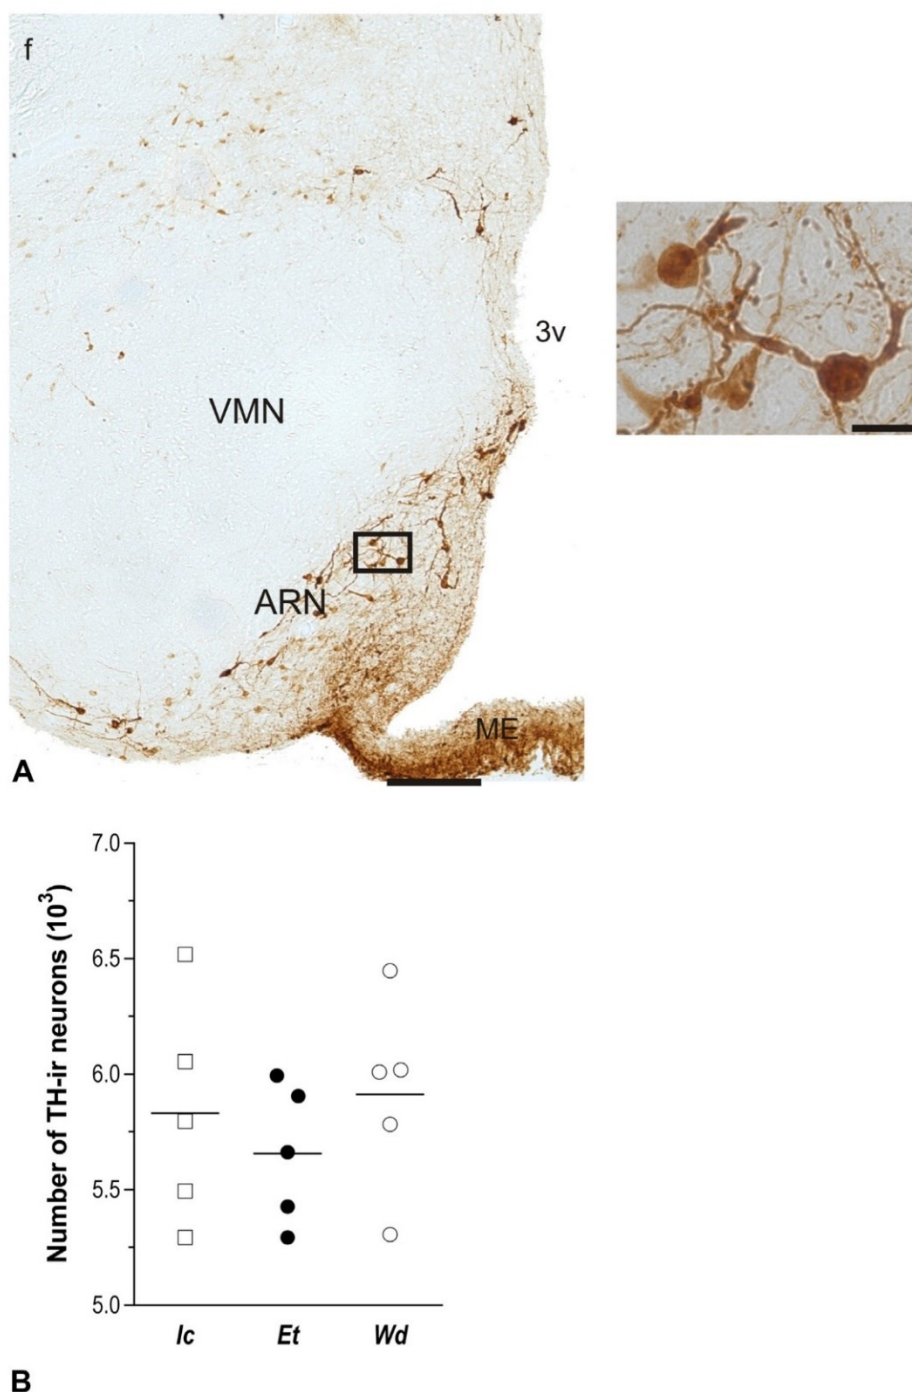 f
3v
VMN
ARN
ME
A
Number of TH-ir neurons (10³)
7.0
6.5
6.0
5.5
5.0
Ic
Et
Wd
B